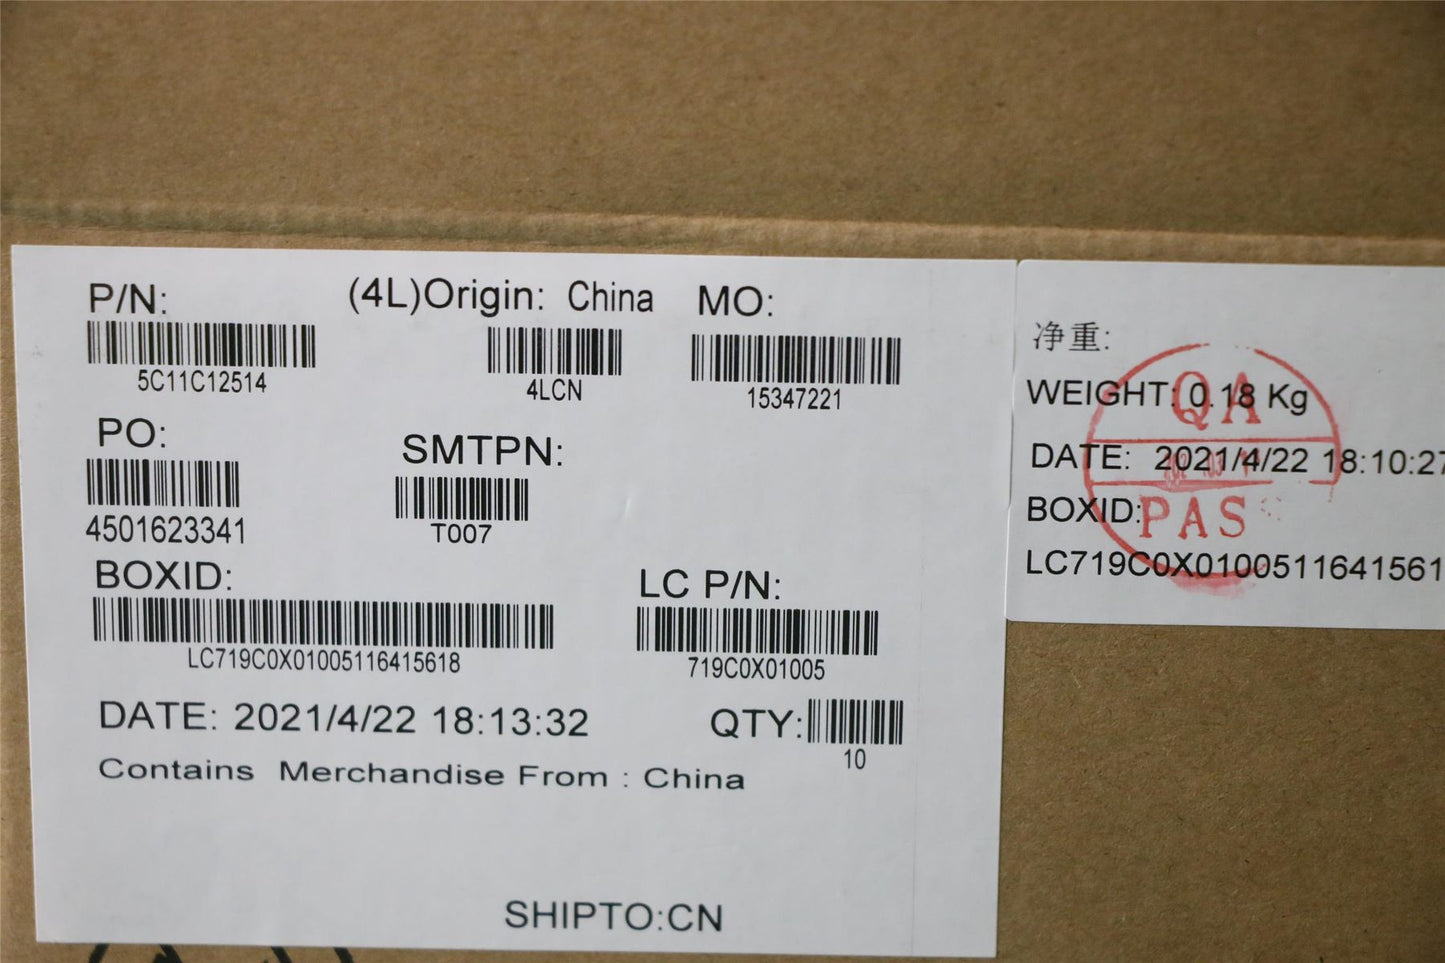 P/N:
5C11C12514
(4L)Origin: China
4LCN
MO:
15347221
PO:
4501623341
SMTPN:
T007
BOXID:
LC719C0X01005116415618
LC P/N:
719C0X01005
DATE: 2021/4/22 18:13:32
QTY:
10
Contains Merchandise From : China
SHIPTO:CN
净重:
WEIGHT: 0.18 Kg
DATE: 2021/4/22 18:10:27
BOXID:
LC719C0X0100511641561
QA
PAS